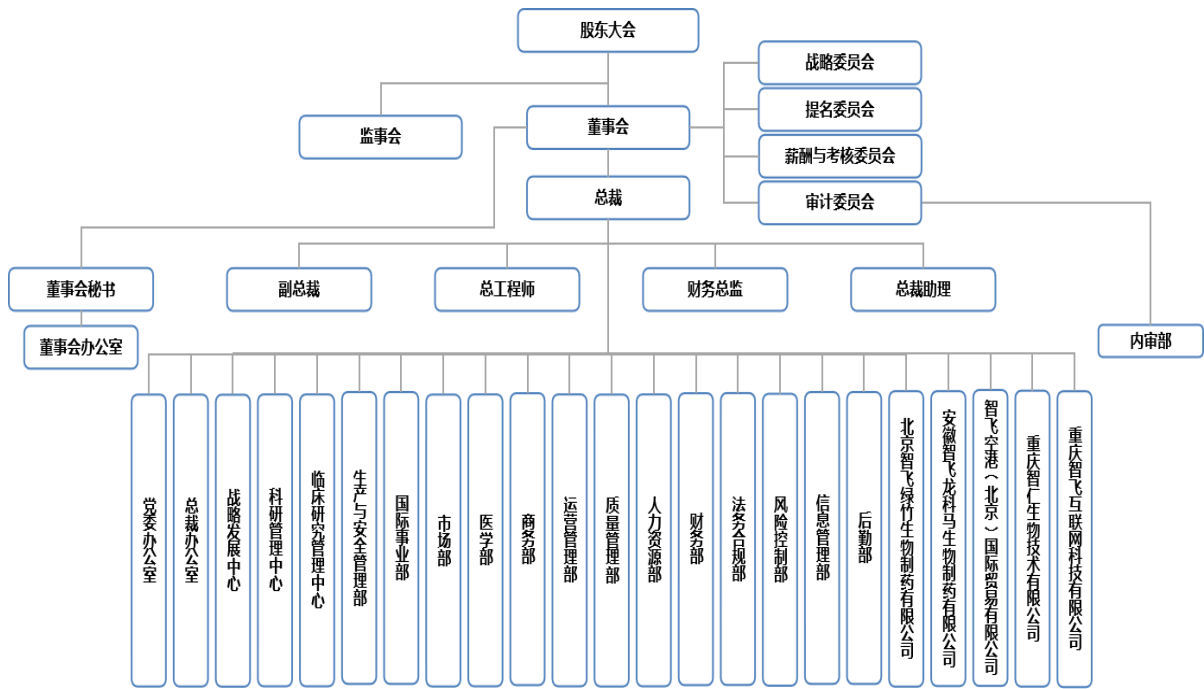 股东大会
战略委员会
提名委员会
监事会
董事会
薪酬与考核委员会
总裁
审计委员会
董事会秘书
副总裁
总工程师
财务总监
总裁助理
董事会办公室
内审部
党委办公室
总裁办公室
战略发展中心
科研管理中心
临床研究管理中心
生产与安全管理部
国际事业部
市场部
医学部
商务部
运营管理部
质量管理部
人力资源部
财务部
法务合规部
风险控制部
信息管理部
后勤部
北京智飞绿竹生物制药有限公司
安徽智飞龙科马生物制药有限公司
智飞空港（北京）国际贸易有限公司
重庆智仁生物技术有限公司
重庆智飞互联网科技有限公司